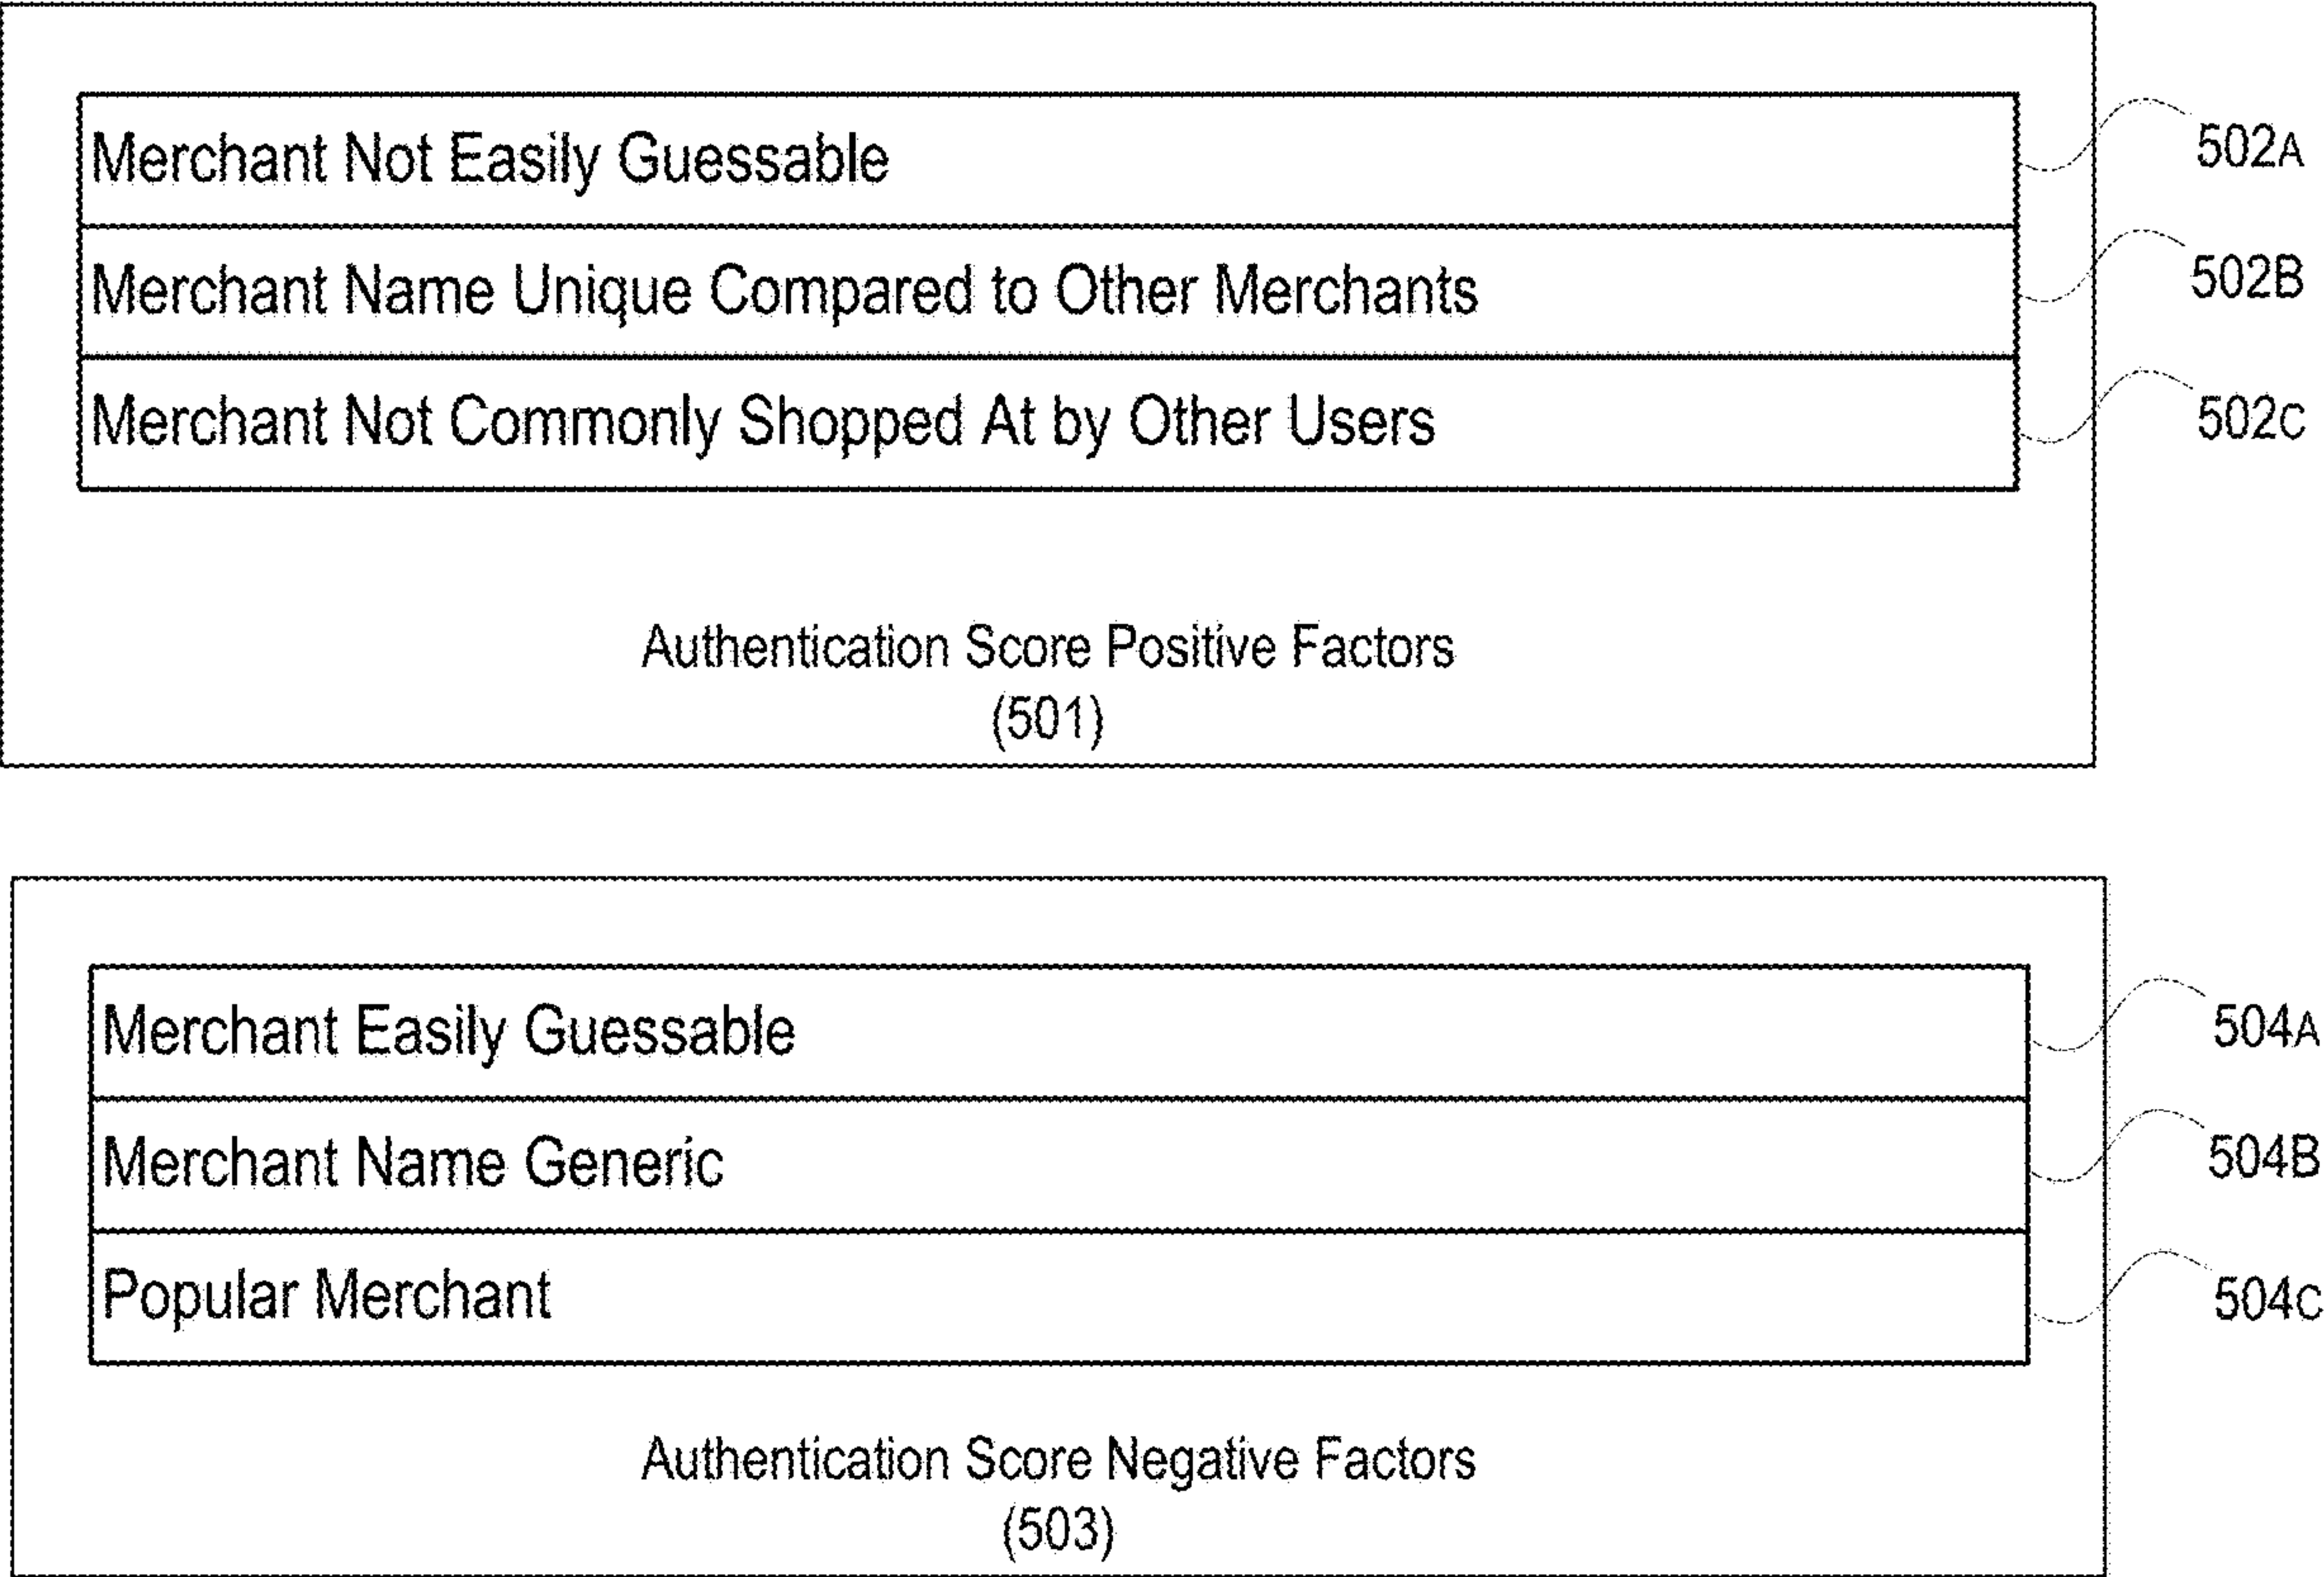 Merchant Not Easily Guessable
502A
Merchant Name Unique Compared to Other Merchants
502B
Merchant Not Commonly Shopped At by Other Users
502C
Authentication Score Positive Factors
(501)
Merchant Easily Guessable
504A
Merchant Name Generic
504B
Popular Merchant
504C
Authentication Score Negative Factors
(503)